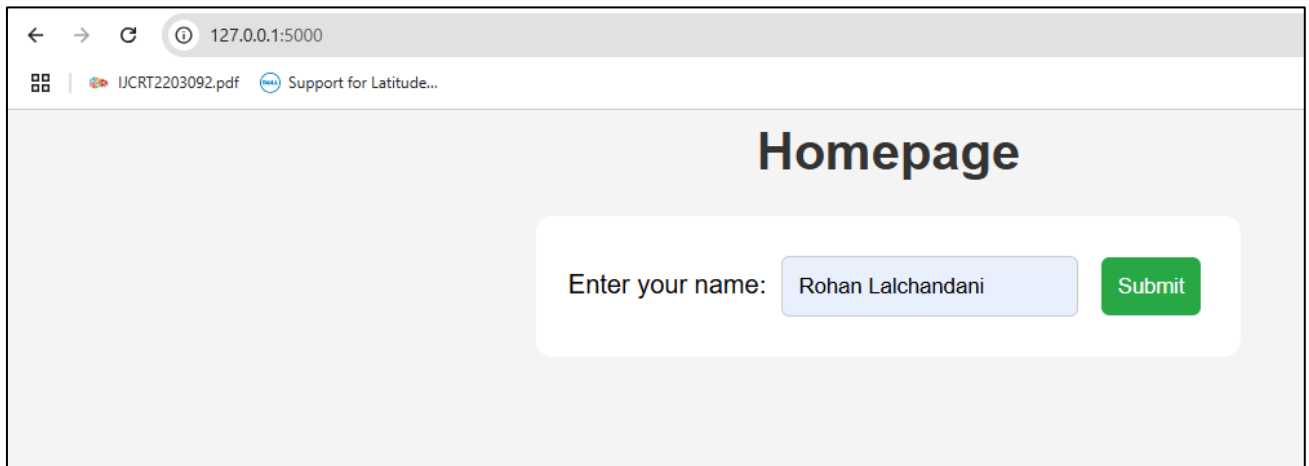 127.0.0.1:5000
IJCRT2203092.pdf Support for Latitude...
Homepage
Enter your name: Rohan Lalchandani Submit